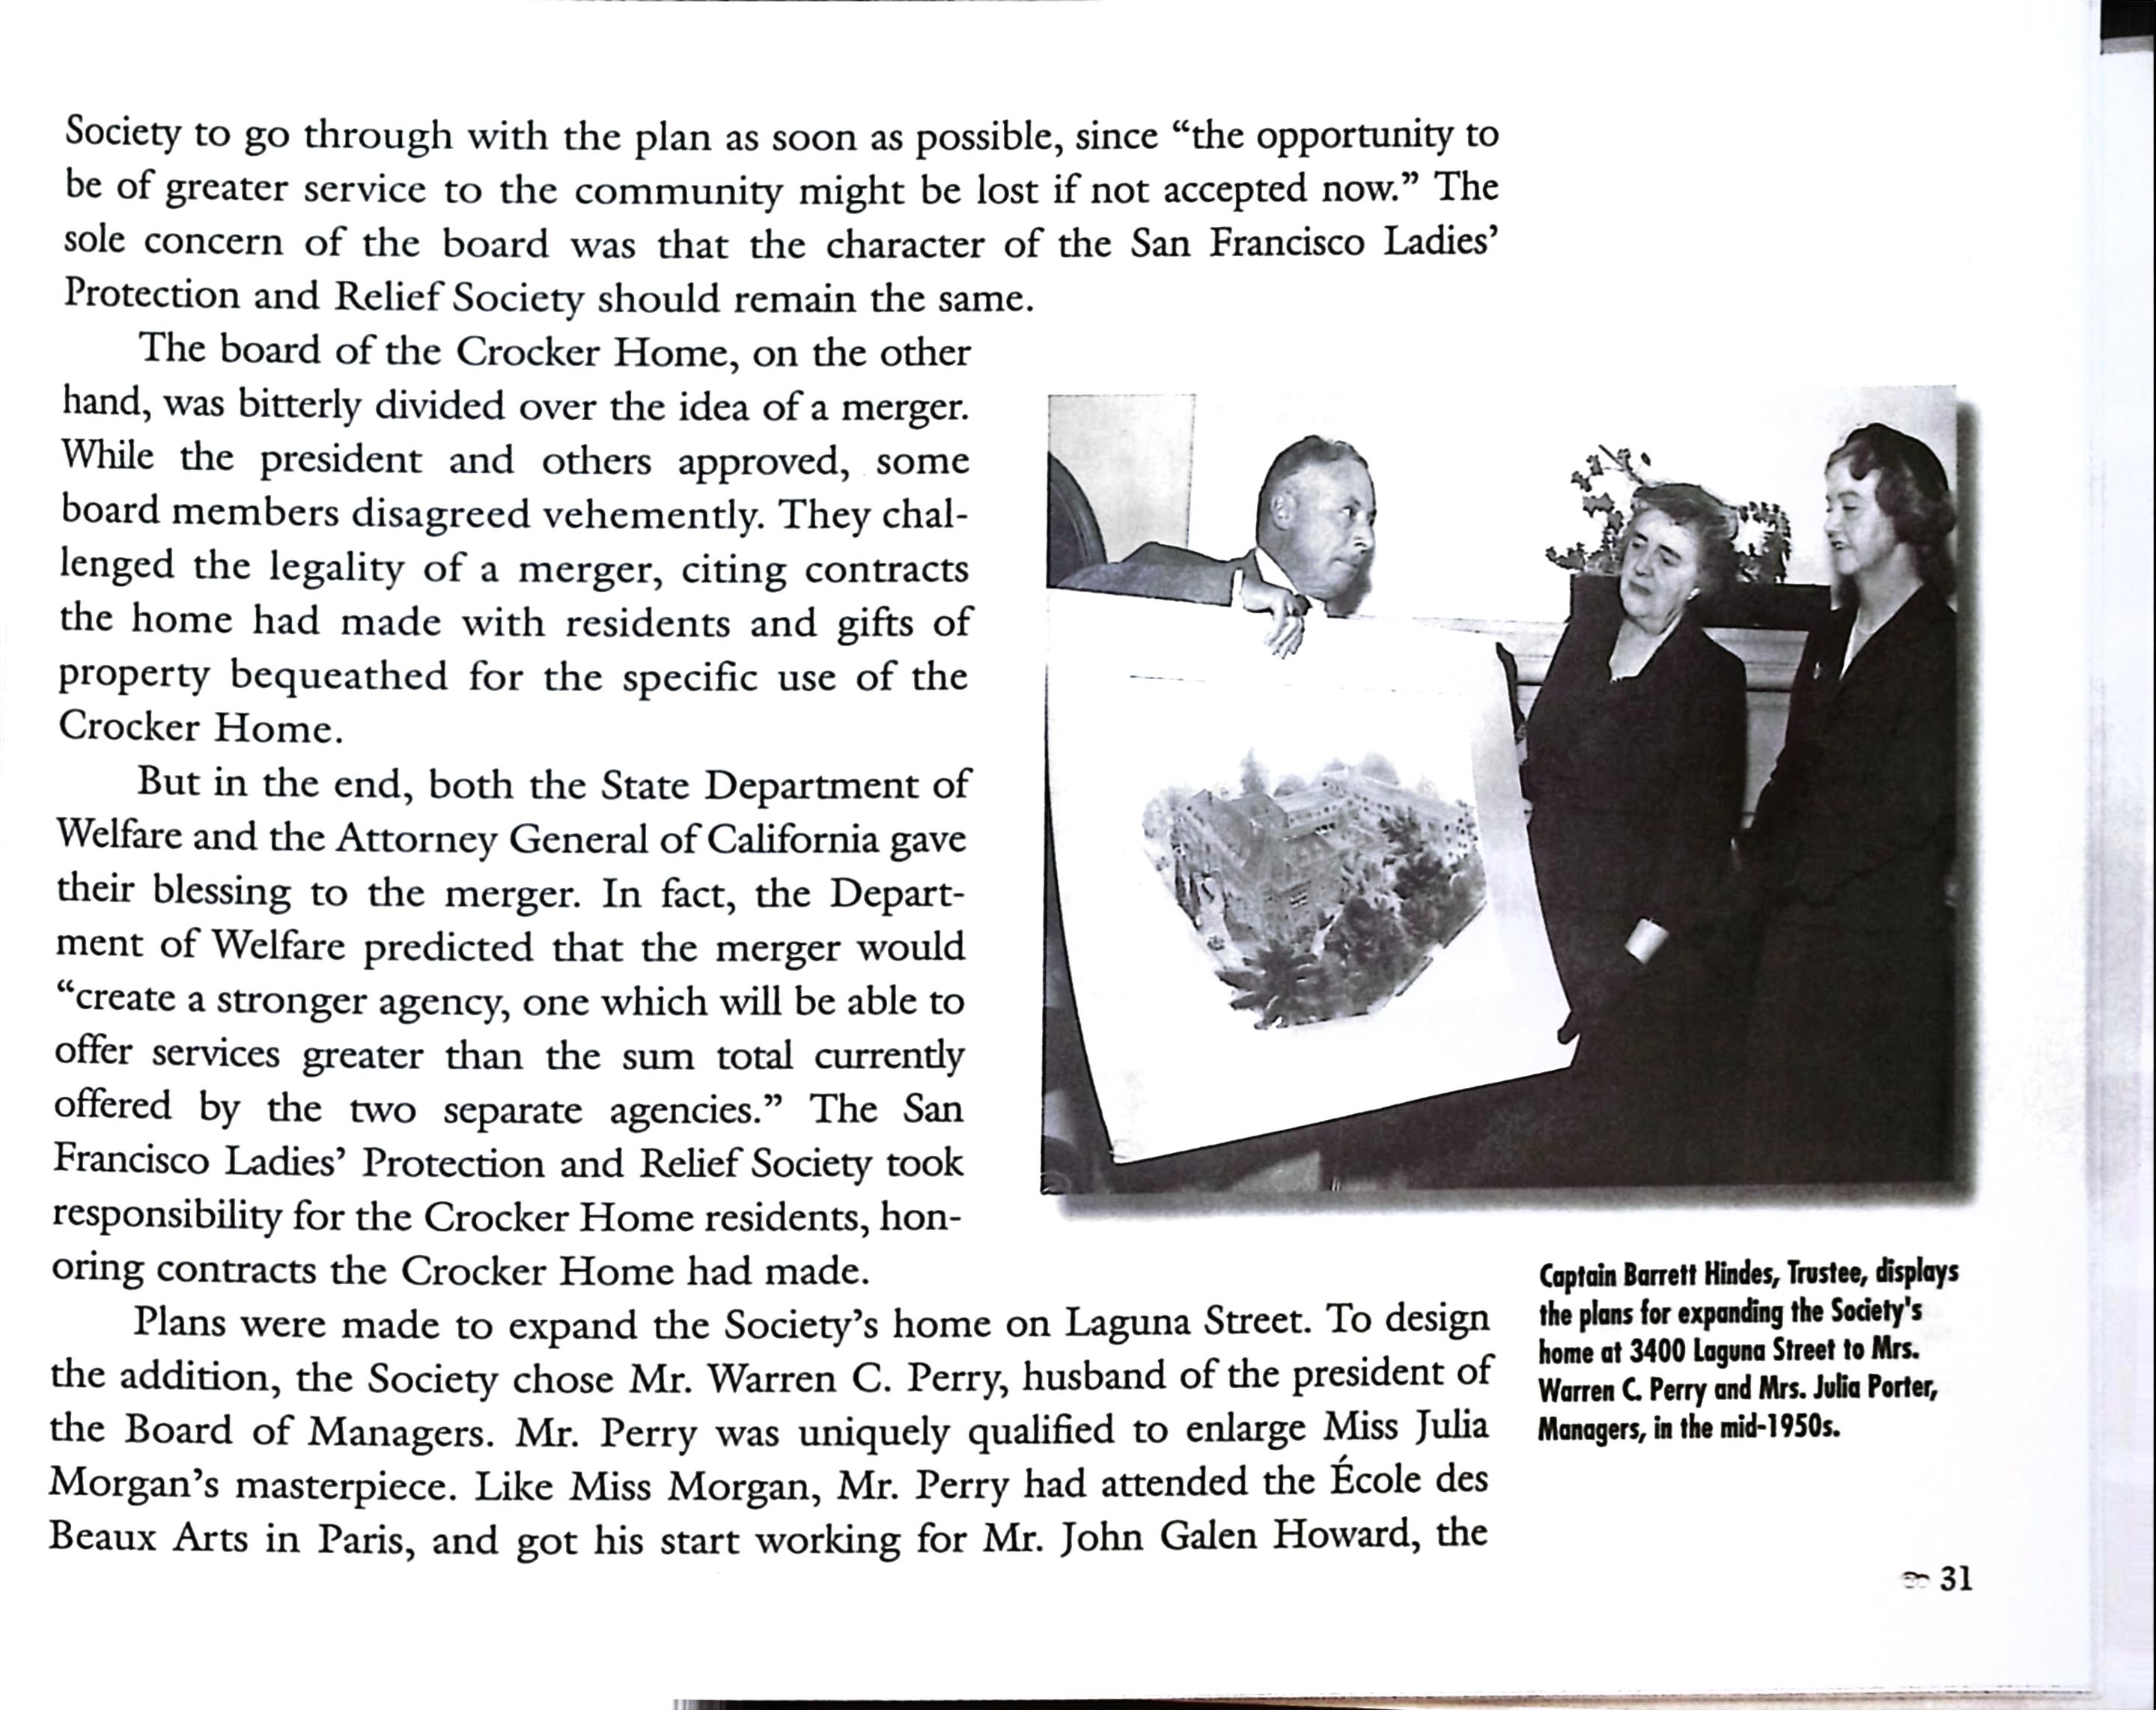 Society to go through with the plan as soon as possible, since “the opportunity to
be of greater service to the community might be lost if not accepted now.” The
sole concern of the board was that the character of the San Francisco Ladies’
Protection and Relief Society should remain the same.
The board of the Crocker Home, on the other
hand, was bitterly divided over the idea of a merger.
While the president and others approved, some
board members disagreed vehemently. They chal-
lenged the legality of a merger, citing contracts
the home had made with residents and gifts of
property bequeathed for the specific use of the
Crocker Home.
But in the end, both the State Department of
Welfare and the Attorney General of California gave
their blessing to the merger. In fact, the Depart-
ment of Welfare predicted that the merger would
“create a stronger agency, one which will be able to
offer services greater than the sum total currently
offered by the two separate agencies.” The San
Francisco Ladies’ Protection and Relief Society took
responsibility for the Crocker Home residents, hon-
oring contracts the Crocker Home had made.
Plans were made to expand the Society’s home on Laguna Street. To design
the addition, the Society chose Mr. Warren C. Perry, husband of the president of
the Board of Managers. Mr. Perry was uniquely qualified to enlarge Miss Julia
Morgan’s masterpiece. Like Miss Morgan, Mr. Perry had attended the École des
Beaux Arts in Paris, and got his start working for Mr. John Galen Howard, the
Captain Barrett Hindes, Trustee, displays
the plans for expanding the Society's
home at 3400 Laguna Street to Mrs.
Warren C. Perry and Mrs. Julia Porter,
Managers, in the mid-1950s.
31